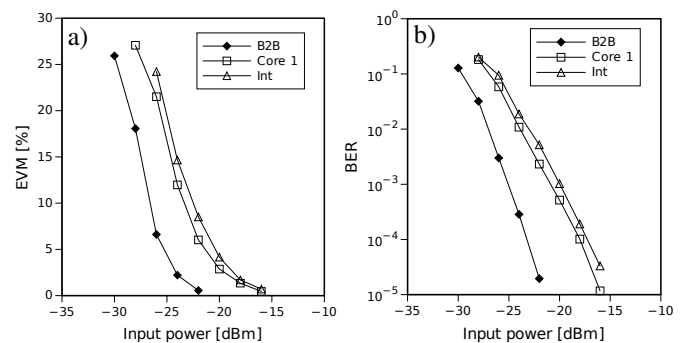 a)
30
25
20
15
10
5
0
EVM [%]
B2B
Core 1
Int
−35 −30 −25 −20 −15 −10
Input power [dBm]
b)
10^0
10^-1
10^-2
10^-3
10^-4
10^-5
BER
B2B
Core 1
Int
−35 −30 −25 −20 −15 −10
Input power [dBm]